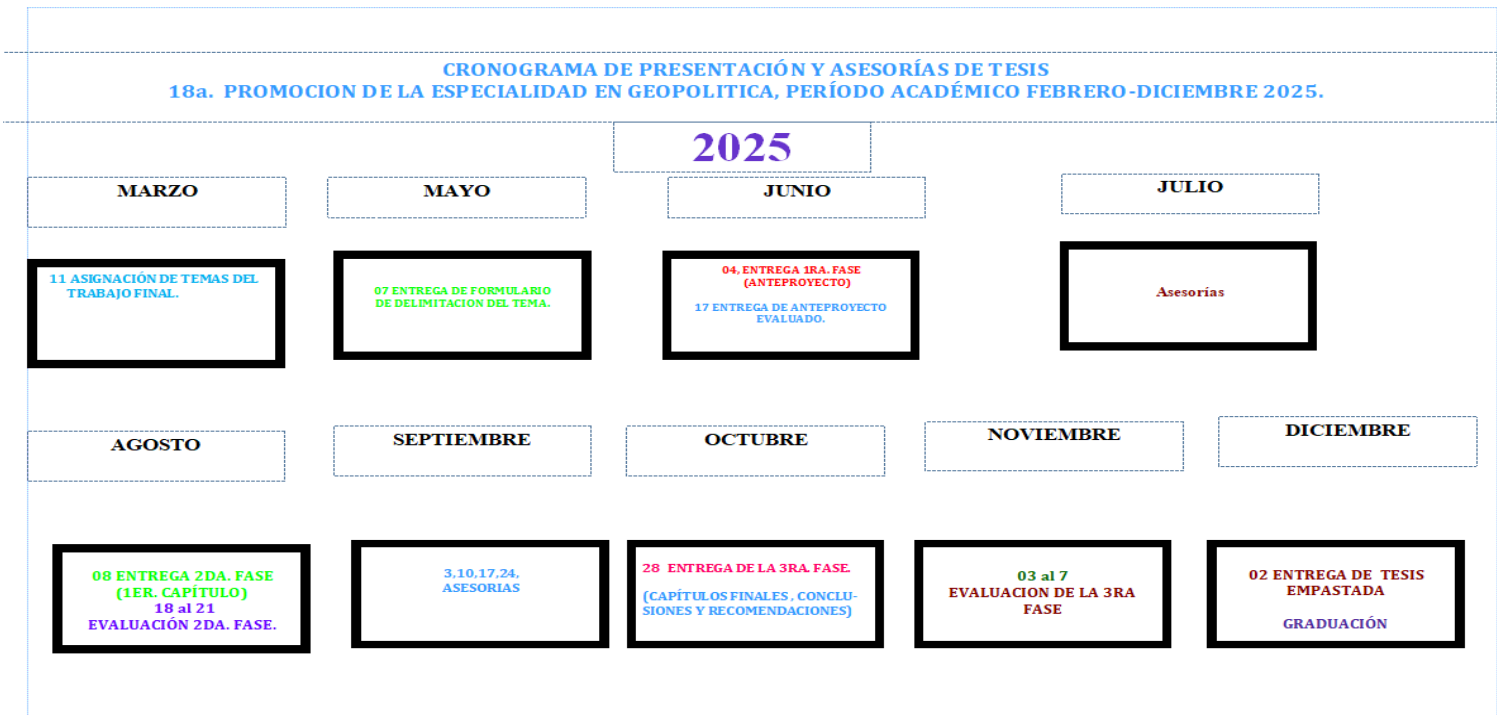 CRONOGRAMA DE PRESENTACIÓN Y ASESORÍAS DE TESIS
18a. PROMOCION DE LA ESPECIALIDAD EN GEOPOLITICA, PERÍODO ACADÉMICO FEBRERO-DICIEMBRE 2025.
2025
MARZO
MAYO
JUNIO
JULIO
11 ASIGNACIÓN DE TEMAS DEL
TRABAJO FINAL.
07 ENTREGA DE FORMULARIO
DE DELIMITACION DEL TEMA.
04, ENTREGA 1RA. FASE
(ANTEPROYECTO)
17 ENTREGA DE ANTEPROYECTO
EVALUADO.
Asesorías
AGOSTO
SEPTIEMBRE
OCTUBRE
NOVIEMBRE
DICIEMBRE
08 ENTREGA 2DA. FASE
(1ER. CAPÍTULO)
18 al 21
EVALUACIÓN 2DA. FASE.
3,10,17,24,
ASESORIAS
28 ENTREGA DE LA 3RA. FASE.
(CAPÍTULOS FINALES , CONCLU-
SIONES Y RECOMENDACIONES)
03 al 7
EVALUACION DE LA 3RA
FASE
02 ENTREGA DE TESIS
EMPASTADA
GRADUACIÓN